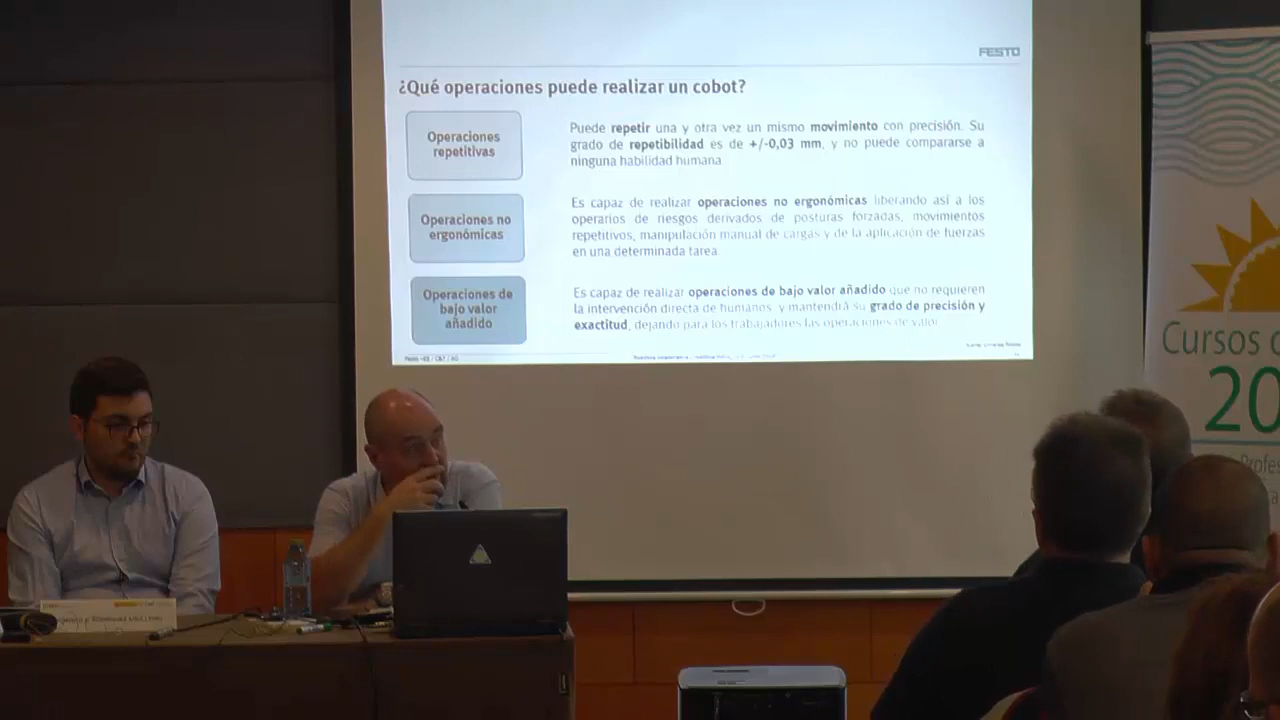 FESTO
¿Qué operaciones puede realizar un cobot?
Operaciones
repetitivas
Puede repetir una y otra vez un mismo movimiento con precisión. Su
grado de repetibilidad es de +/-0,03 mm, y no puede compararse a
ninguna habilidad humana
Operaciones no
ergonómicas
Es capaz de realizar operaciones no ergonómicas liberando así a los
operarios de riesgos derivados de posturas forzadas, movimientos
repetitivos, manipulación manual de cargas y de la aplicación de fuerzas
en una determinada tarea
Operaciones de
bajo valor
añadido
Es capaz de realizar operaciones de bajo valor añadido que no requieren
la intervención directa de humanos, y mantendrá su grado de precisión y
exactitud, dejando para los trabajadores las operaciones de valor
Cursos
20
Profes